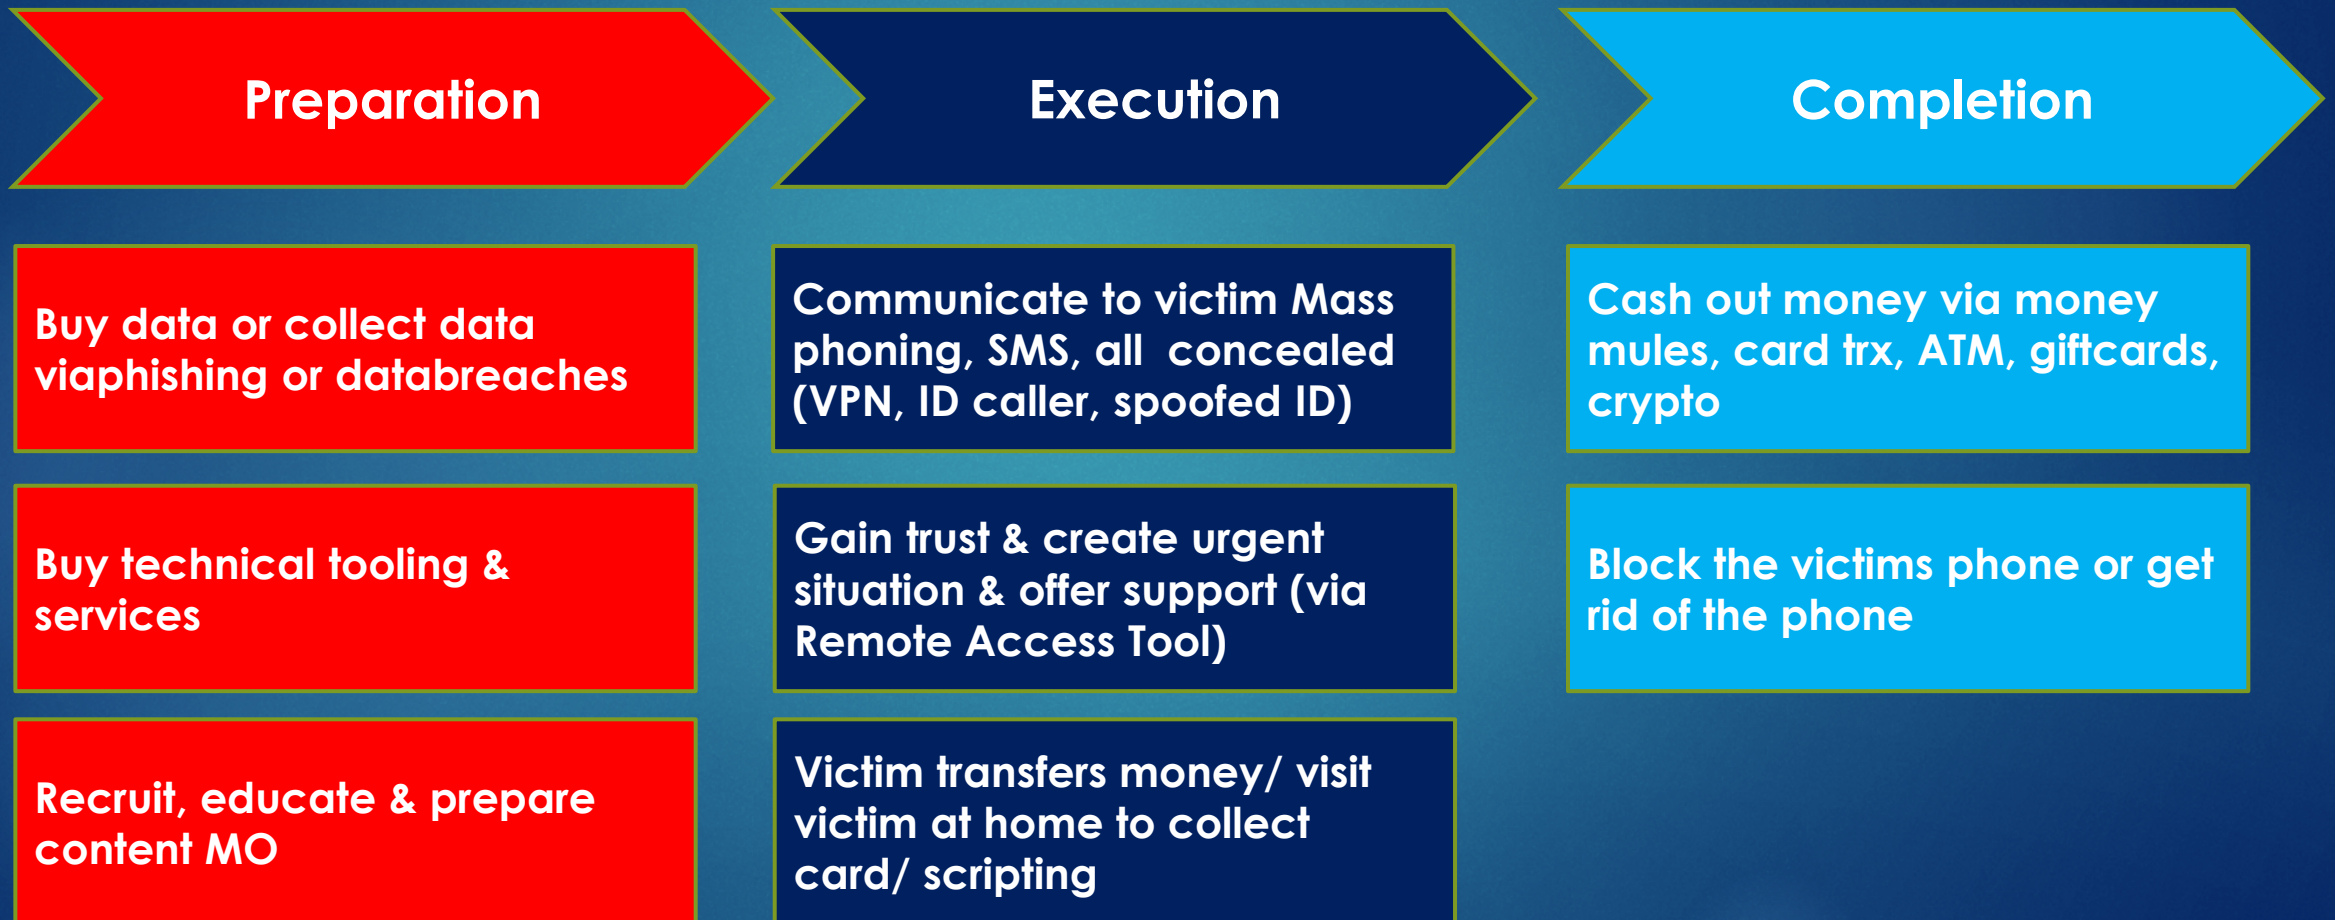 Preparation
Execution
Completion
Buy data or collect data
viaphishing or databreaches
Communicate to victim Mass
phoning, SMS, all  concealed
(VPN, ID caller, spoofed ID)
Cash out money via money
mules, card trx, ATM, giftcards,
crypto
Buy technical tooling &
services
Gain trust & create urgent
situation & offer support (via
Remote Access Tool)
Block the victims phone or get
rid of the phone
Recruit, educate & prepare
content MO
Victim transfers money/ visit
victim at home to collect
card/ scripting